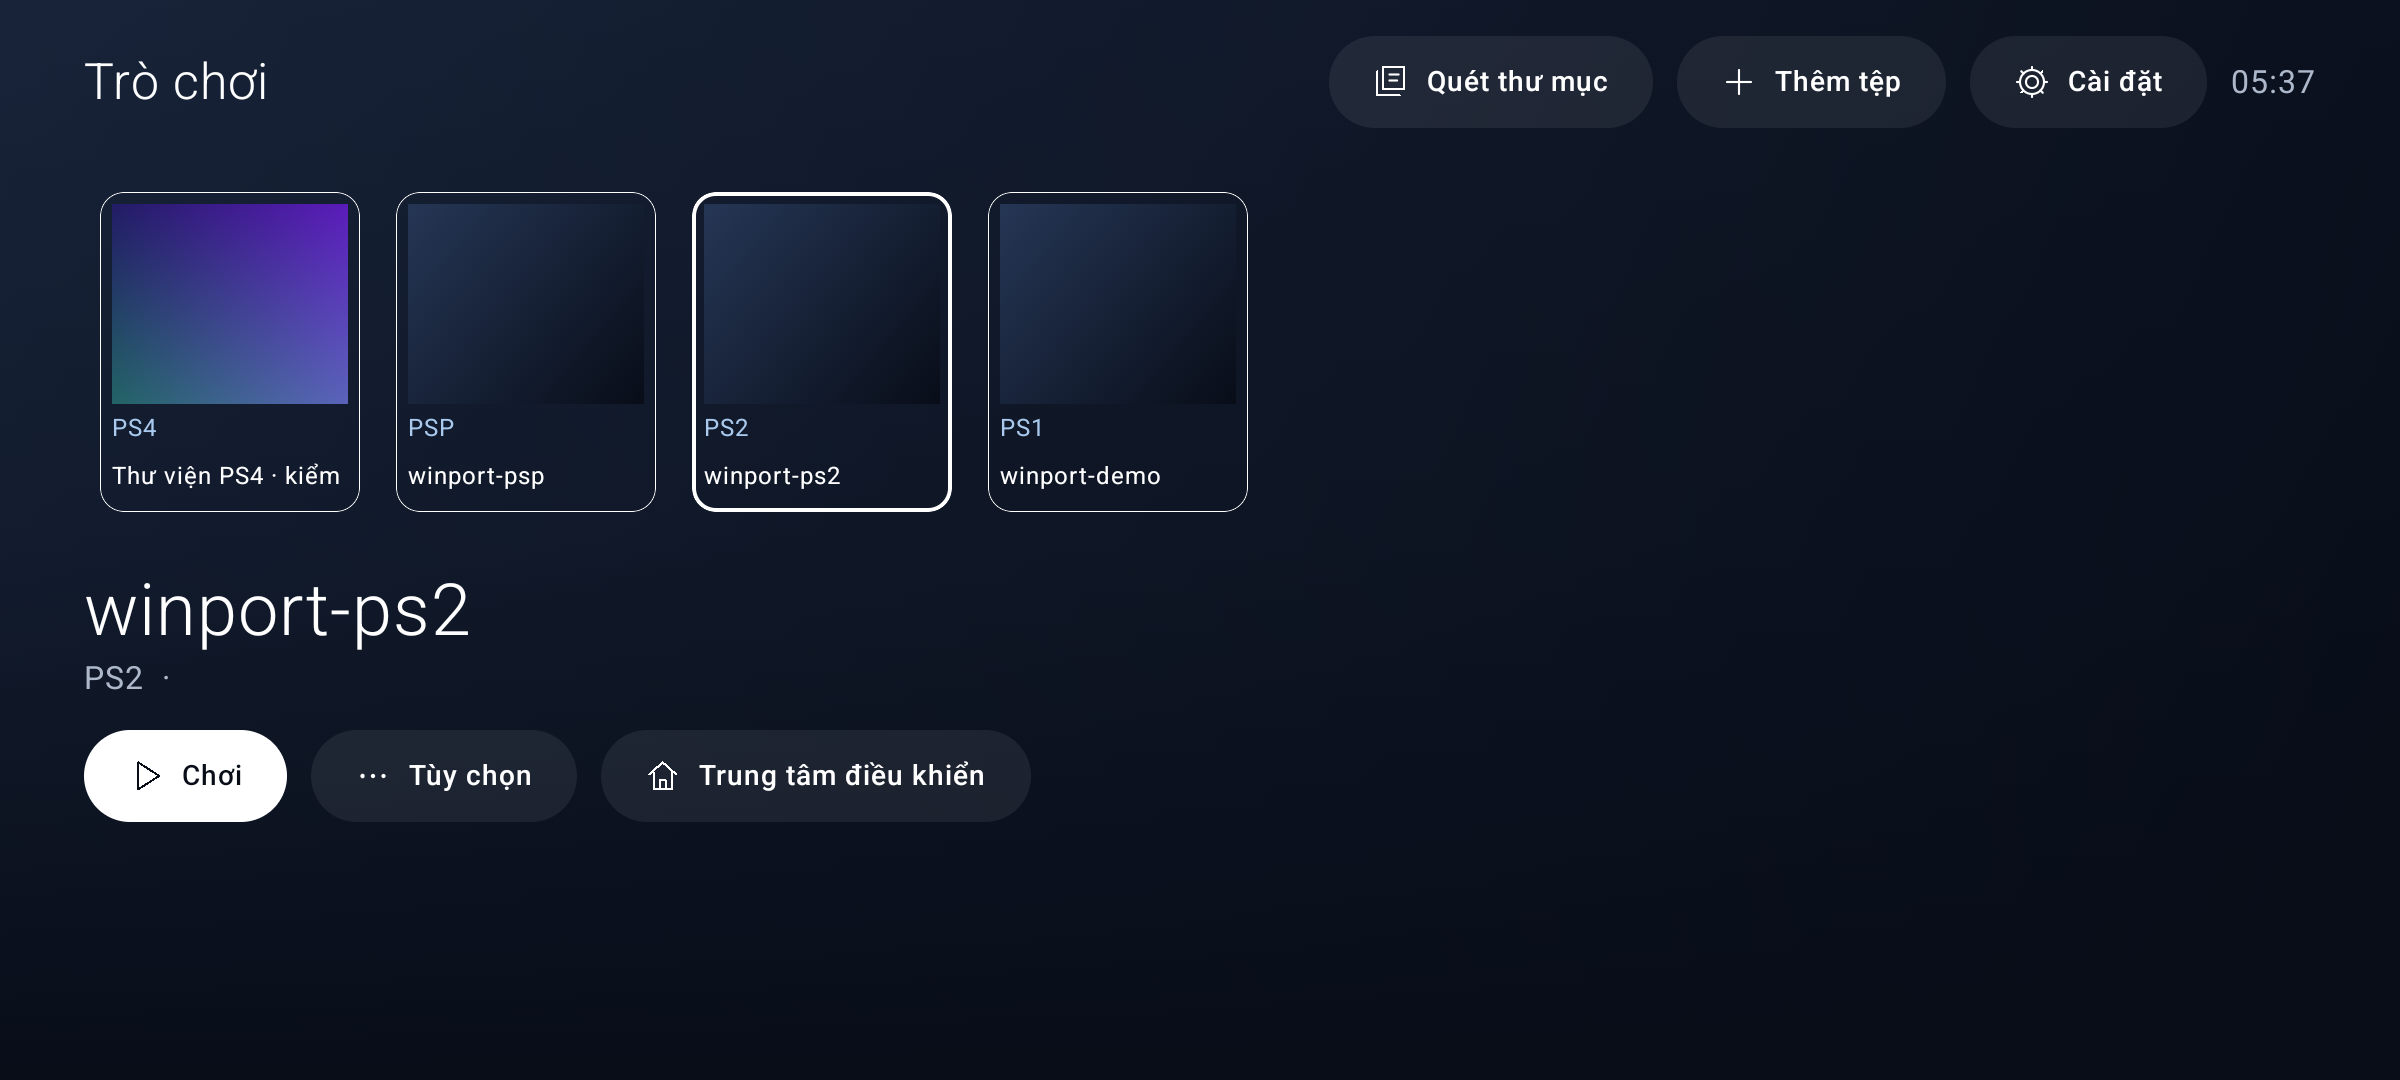 Trò chơi
Quét thư mục
Thêm tệp
Cài đặt
05:37
PS4
Thư viện PS4 · kiểm
PSP
winport-psp
PS2
winport-ps2
PS1
winport-demo
winport-ps2
PS2 ·
Chơi
Tùy chọn
Trung tâm điều khiển